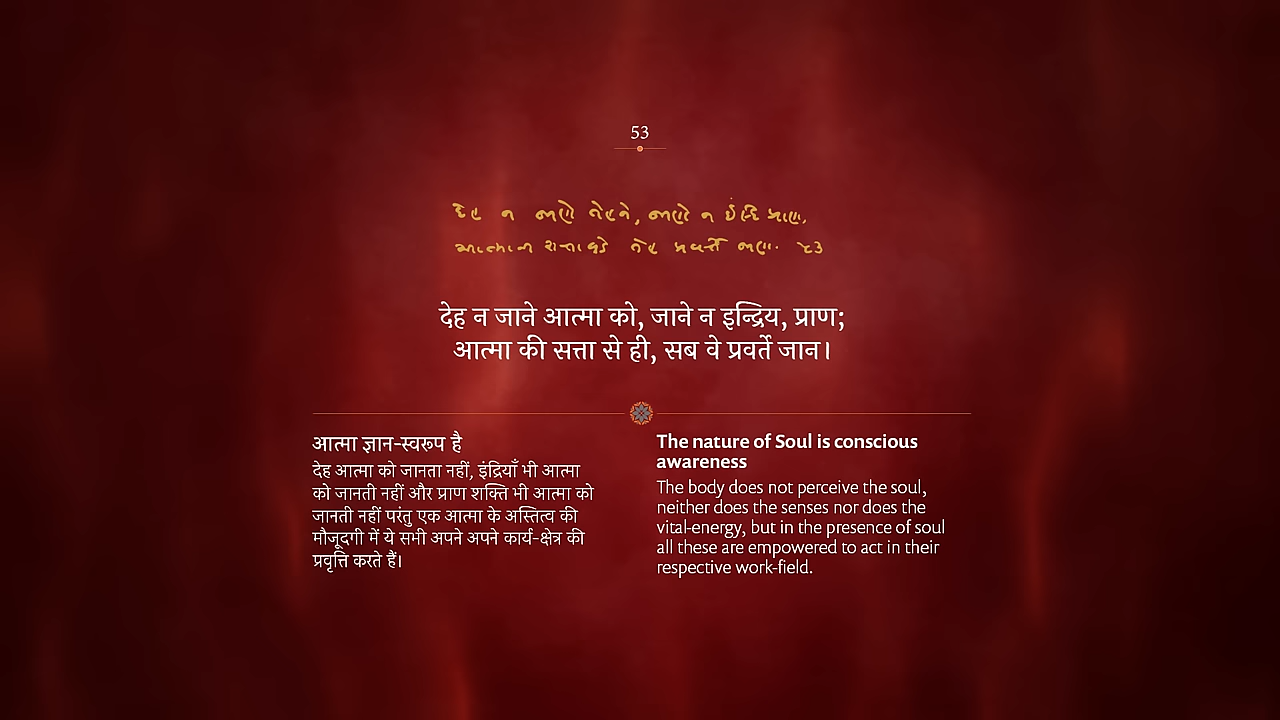 53
દેહ ન જાણે તેહને, જાણે ન ઈંદ્રિ પ્રાણ,
આત્માની સત્તા વડે તેહ પ્રવર્તે જાણ. ૫૩
देह न जाने आत्मा को, जाने न इन्द्रिय, प्राण;
आत्मा की सत्ता से ही, सब वे प्रवर्ते जान।
आत्मा ज्ञान-स्वरूप है
देह आत्मा को जानता नहीं, इंद्रियाँ भी आत्मा
को जानती नहीं और प्राण शक्ति भी आत्मा को
जानती नहीं परंतु एक आत्मा के अस्तित्व की
मौजूदगी में ये सभी अपने अपने कार्य-क्षेत्र की
प्रवृत्ति करते हैं।
The nature of Soul is conscious
awareness
The body does not perceive the soul,
neither does the senses nor does the
vital-energy, but in the presence of soul
all these are empowered to act in their
respective work-field.